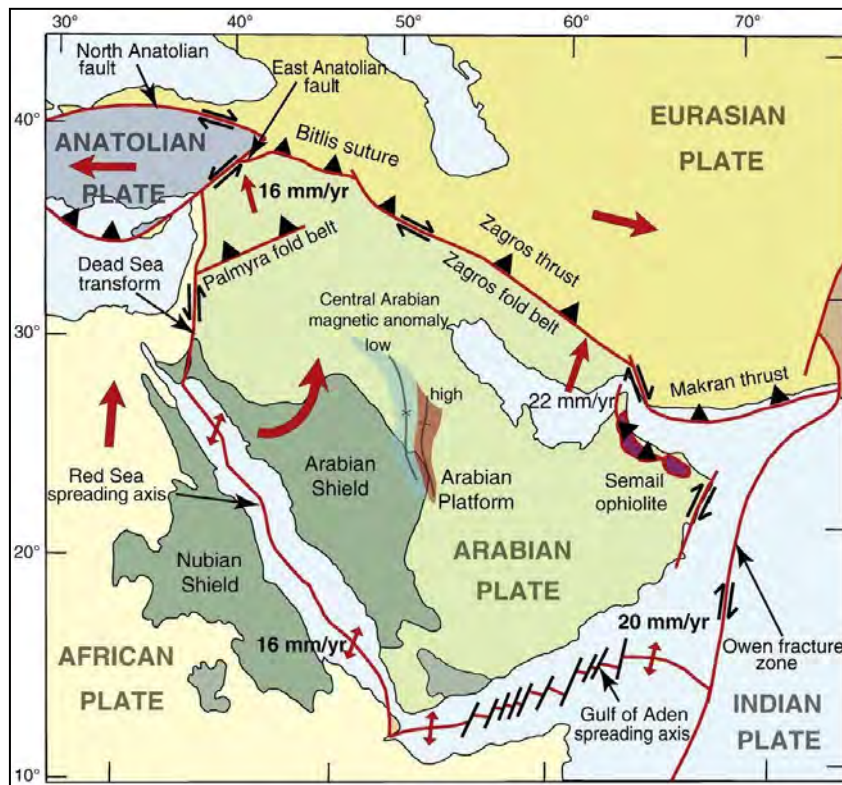 30°
40°
50°
60°
70°
North Anatolian
fault
East Anatolian
fault
40°
ANATOLIAN
PLATE
Bitlis suture
EURASIAN
PLATE
16 mm/yr
Dead Sea
transform
Palmyra fold belt
Zagros thrust
Zagros fold belt
Central Arabian
magnetic anomaly
low
high
30°
22 mm/yr
Makran thrust
Red Sea
spreading axis
Arabian
Shield
Arabian
Platform
Semail
ophiolite
20°
Nubian
Shield
ARABIAN
PLATE
16 mm/yr
20 mm/yr
Owen fracture
zone
AFRICAN
PLATE
Gulf of Aden
spreading axis
INDIAN
PLATE
10°
40°
50°
60°
70°